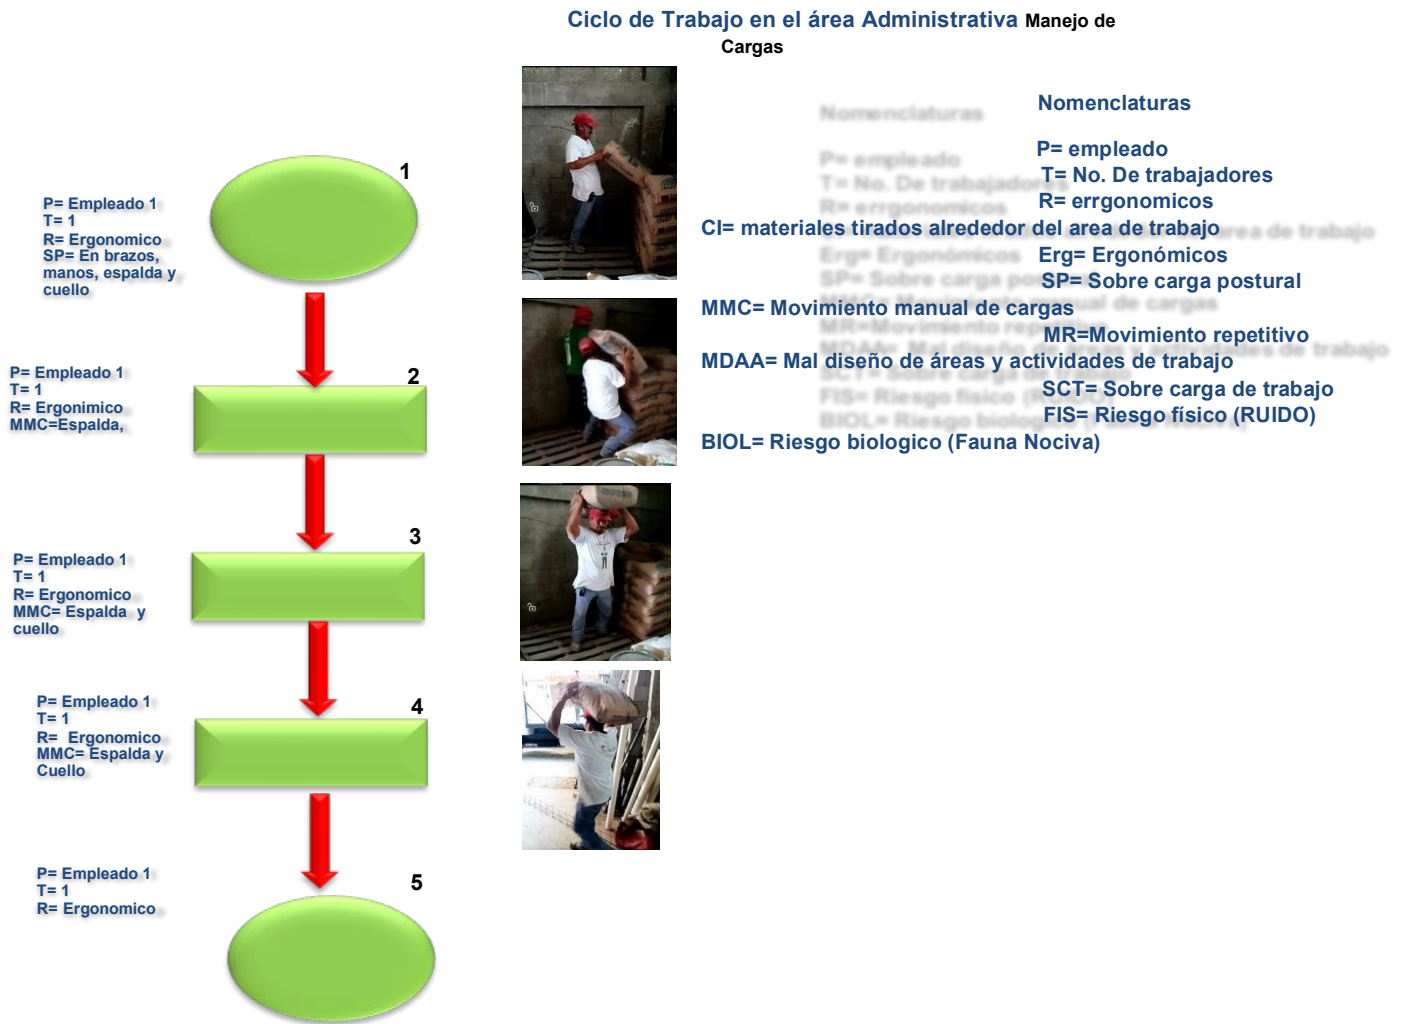 Ciclo de Trabajo en el área Administrativa Manejo de
Cargas
Nomenclaturas
P= empleado
T= No. De trabajadores
R= errgonomicos
CI= materiales tirados alrededor del area de trabajo
Erg= Ergonómicos
SP= Sobre carga postural
MMC= Movimiento manual de cargas
MR=Movimiento repetitivo
MDAA= Mal diseño de áreas y actividades de trabajo
SCT= Sobre carga de trabajo
FIS= Riesgo físico (RUIDO)
BIOL= Riesgo biologico (Fauna Nociva)
1
P= Empleado 1
T= 1
R= Ergonomico
SP= En brazos,
manos, espalda y
cuello
2
P= Empleado 1
T= 1
R= Ergonimico
MMC=Espalda,
3
P= Empleado 1
T= 1
R= Ergonomico
MMC= Espalda y
cuello
4
P= Empleado 1
T= 1
R= Ergonomico
MMC= Espalda y
Cuello
5
P= Empleado 1
T= 1
R= Ergonomico